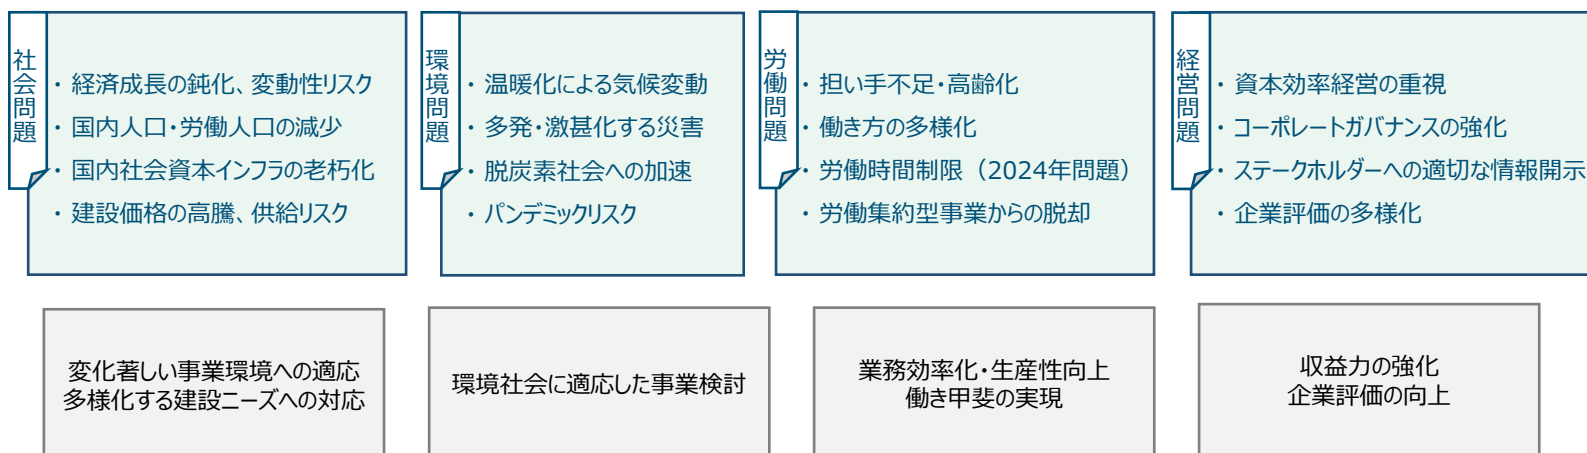 社会問題
・ 経済成長の鈍化、変動性リスク
・ 国内人口・労働人口の減少
・ 国内社会資本インフラの老朽化
・ 建設価格の高騰、供給リスク
環境問題
・ 温暖化による気候変動
・ 多発・激甚化する災害
・ 脱炭素社会への加速
・ パンデミックリスク
労働問題
・ 担い手不足・高齢化
・ 働き方の多様化
・ 労働時間制限（2024年問題）
・ 労働集約型事業からの脱却
経営問題
・ 資本効率経営の重視
・ コーポレートガバナンスの強化
・ ステークホルダーへの適切な情報開示
・ 企業評価の多様化
変化著しい事業環境への適応
多様化する建設ニーズへの対応
環境社会に適応した事業検討
業務効率化・生産性向上
働き甲斐の実現
収益力の強化
企業評価の向上